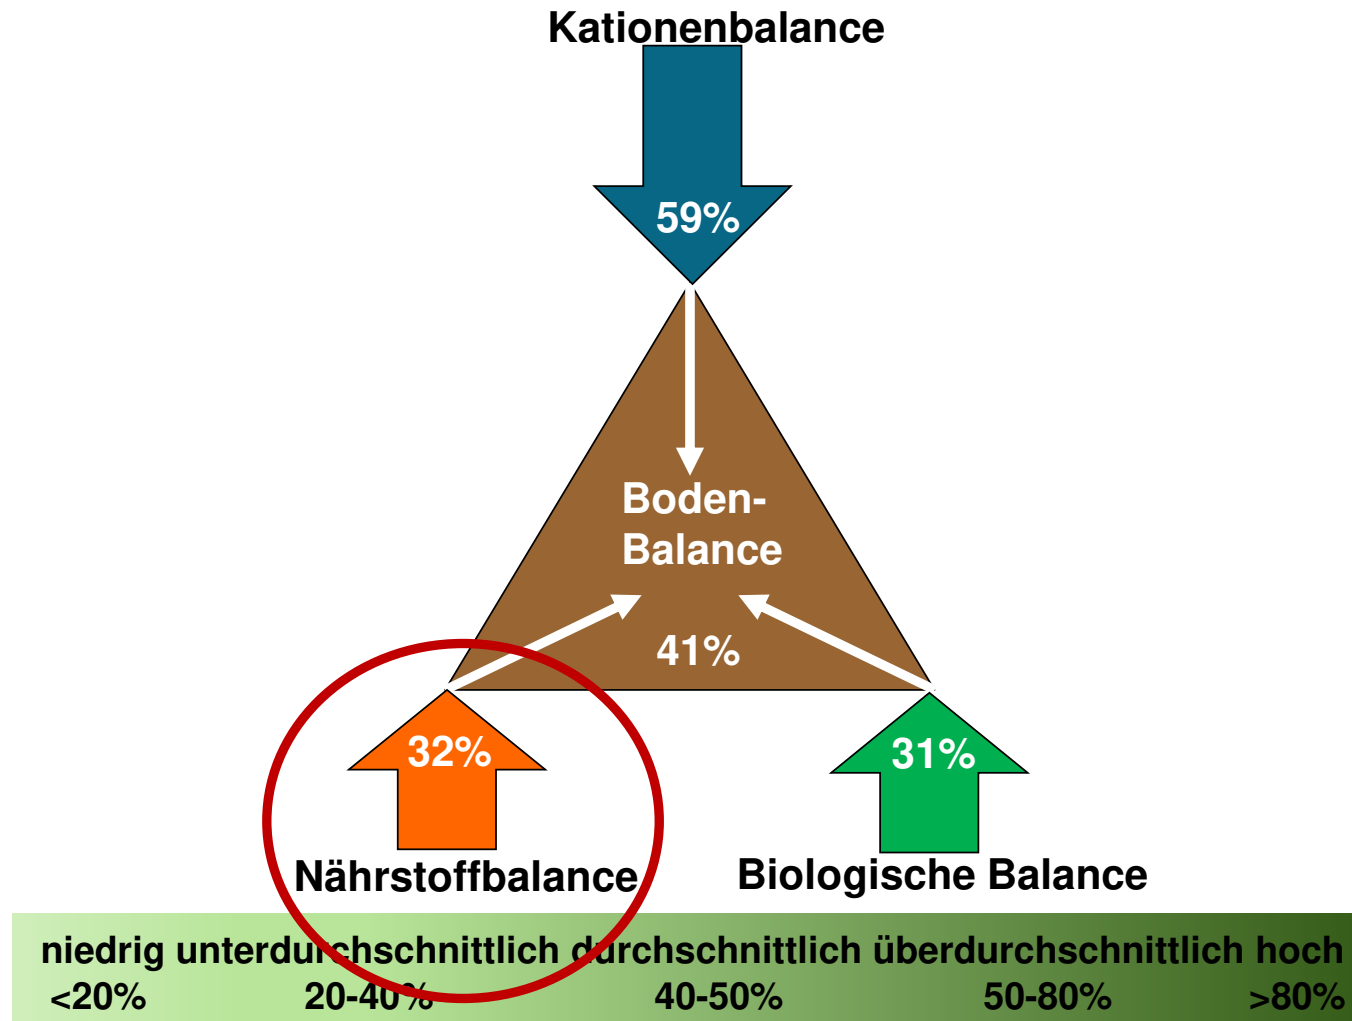 Kationenbalance
59%
Boden-
Balance
41%
32%
31%
Nährstoffbalance
Biologische Balance
niedrig unterdurchschnittlich durchschnittlich überdurchschnittlich hoch
<20% 20-40% 40-50% 50-80% >80%